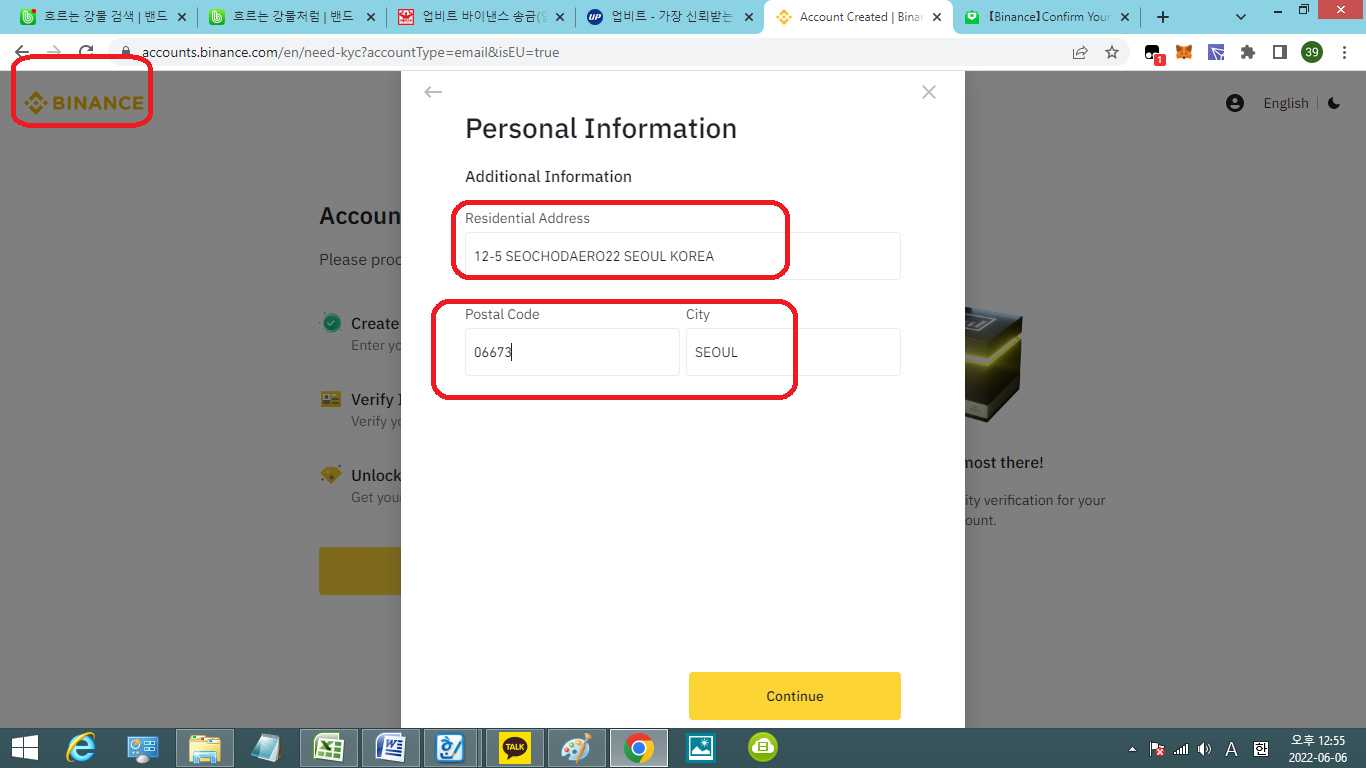 흐르는 강물 검색 | 밴드
흐르는 강물처럼 | 밴드
업비트 바이낸스 송금(입
업비트 - 가장 신뢰받는
Account Created | Binan
[Binance]Confirm Your
accounts.binance.com/en/need-kyc?accountType=email&isEU=true
1
39
BINANCE
English
Personal Information
Additional Information
Residential Address
12-5 SEOCHODAERO22 SEOUL KOREA
Postal Code
City
06673
SEOUL
Continue
Accoun
Please proc
Create
Enter yo
Verify I
Verify yo
Unlock
Get your
most there!
ity verification for your
ount.
UP
TALK
A
한
오후 12:55
2022-06-06